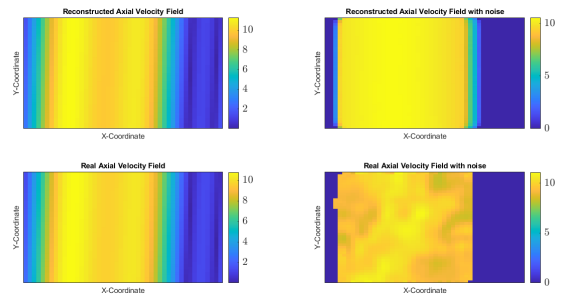 Reconstructed Axial Velocity Field
Y-Coordinate
X-Coordinate
10
8
6
4
2
Reconstructed Axial Velocity Field with noise
Y-Coordinate
X-Coordinate
10
5
0
Real Axial Velocity Field
Y-Coordinate
X-Coordinate
10
8
6
4
2
Real Axial Velocity Field with noise
Y-Coordinate
X-Coordinate
10
5
0